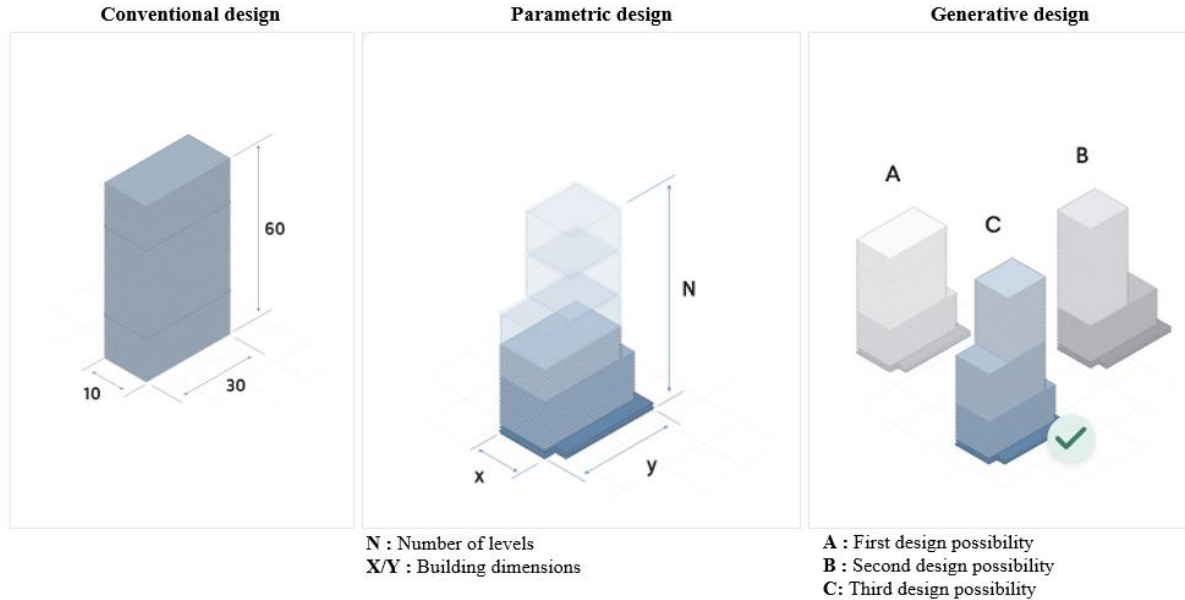 Conventional design
Parametric design
Generative design
60
10
30
N
x
y
A
B
C
N : Number of levels
X/Y : Building dimensions
A : First design possibility
B : Second design possibility
C: Third design possibility